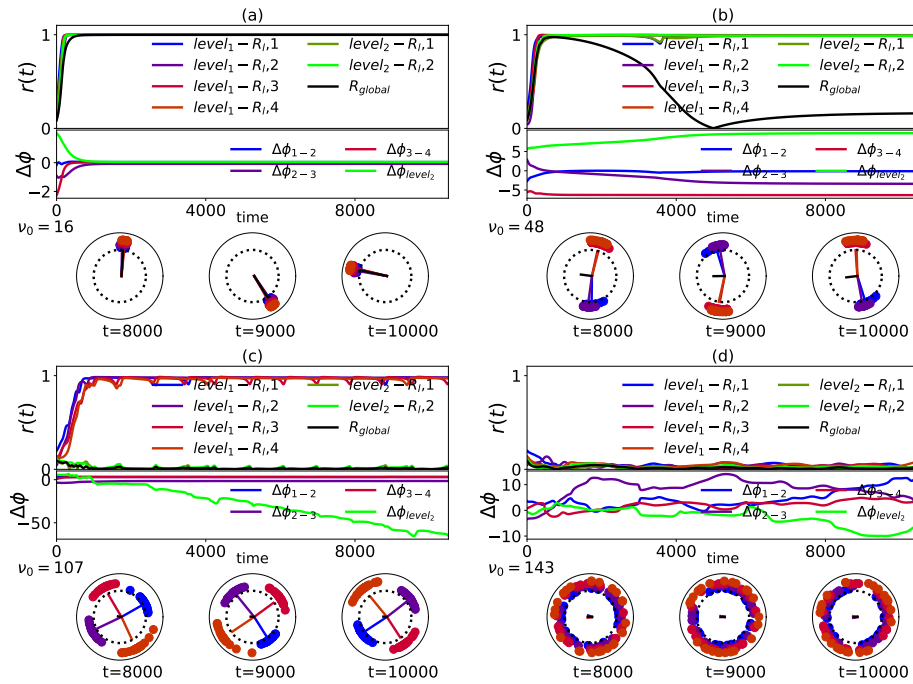 (a)
r(t)
1
0
level₁ − Rₗ,1
level₁ − Rₗ,2
level₁ − Rₗ,3
level₁ − Rₗ,4
level₂ − Rₗ,1
level₂ − Rₗ,2
R_global
Δϕ
0
−2
Δϕ₁₋₂
Δϕ₂₋₃
Δϕ₃₋₄
Δϕ_level₂
0 4000 time 8000
ν₀ = 16
t=8000 t=9000 t=10000
(b)
r(t)
1
0
level₁ − Rₗ,1
level₁ − Rₗ,2
level₁ − Rₗ,3
level₁ − Rₗ,4
level₂ − Rₗ,1
level₂ − Rₗ,2
R_global
Δϕ
5
0
−5
Δϕ₁₋₂
Δϕ₂₋₃
Δϕ₃₋₄
Δϕ_level₂
0 4000 time 8000
ν₀ = 48
t=8000 t=9000 t=10000
(c)
r(t)
1
0
level₁ − Rₗ,1
level₁ − Rₗ,2
level₁ − Rₗ,3
level₁ − Rₗ,4
level₂ − Rₗ,1
level₂ − Rₗ,2
R_global
Δϕ
0
−50
Δϕ₁₋₂
Δϕ₂₋₃
Δϕ₃₋₄
Δϕ_level₂
0 4000 time 8000
ν₀ = 107
t=8000 t=9000 t=10000
(d)
r(t)
1
0
level₁ − Rₗ,1
level₁ − Rₗ,2
level₁ − Rₗ,3
level₁ − Rₗ,4
level₂ − Rₗ,1
level₂ − Rₗ,2
R_global
Δϕ
10
0
−10
Δϕ₁₋₂
Δϕ₂₋₃
Δϕ₃₋₄
Δϕ_level₂
0 4000 time 8000
ν₀ = 143
t=8000 t=9000 t=10000